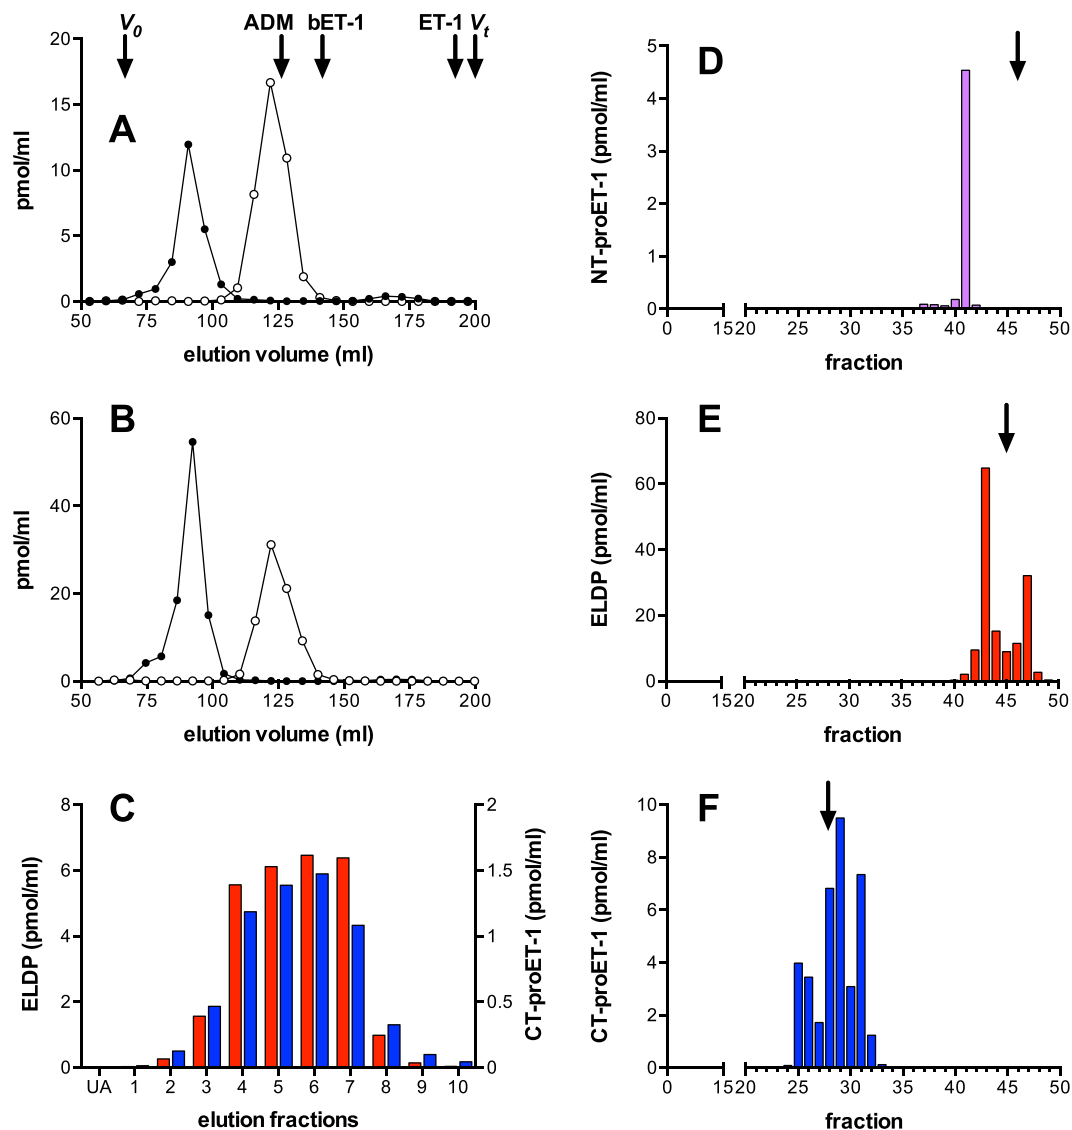 V0 ADM bET-1 ET-1 Vt
A
pmol/ml
20
15
10
5
0
50 75 100 125 150 175 200
elution volume (ml)
B
pmol/ml
60
40
20
0
50 75 100 125 150 175 200
elution volume (ml)
C
ELDP (pmol/ml)
8
6
4
2
0
CT-proET-1 (pmol/ml)
2
1.5
1
0.5
0
UA 1 2 3 4 5 6 7 8 9 10
elution fractions
D
NT-proET-1 (pmol/ml)
5
4
3
2
1
0
0 15 20 25 30 35 40 45 50
fraction
E
ELDP (pmol/ml)
80
60
40
20
0
0 15 20 25 30 35 40 45 50
fraction
F
CT-proET-1 (pmol/ml)
10
8
6
4
2
0
0 15 20 25 30 35 40 45 50
fraction